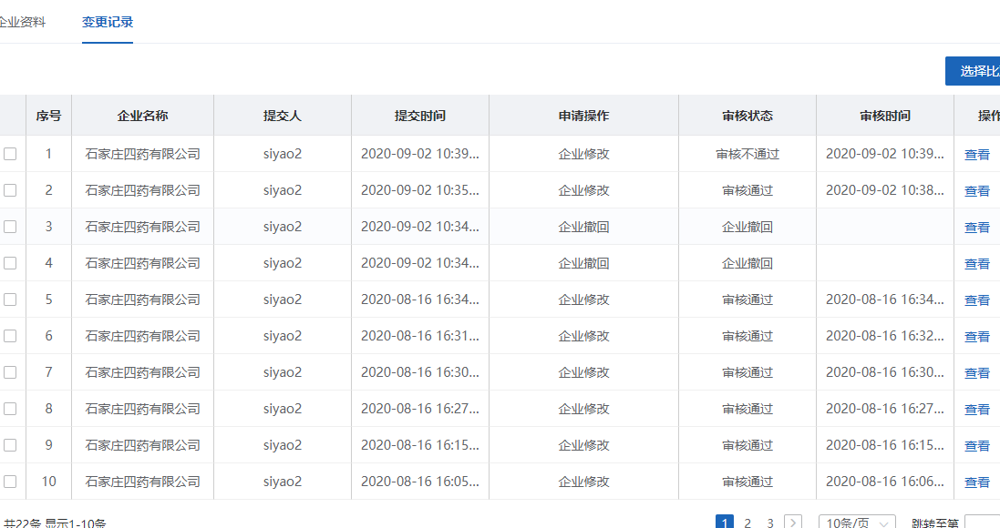 企业资料 变更记录
选择比
序号 企业名称 提交人 提交时间 申请操作 审核状态 审核时间 操作
1 石家庄四药有限公司 siyao2 2020-09-02 10:39... 企业修改 审核不通过 2020-09-02 10:39... 查看
2 石家庄四药有限公司 siyao2 2020-09-02 10:35... 企业修改 审核通过 2020-09-02 10:38... 查看
3 石家庄四药有限公司 siyao2 2020-09-02 10:34... 企业撤回 企业撤回 查看
4 石家庄四药有限公司 siyao2 2020-09-02 10:34... 企业撤回 企业撤回 查看
5 石家庄四药有限公司 siyao2 2020-08-16 16:34... 企业修改 审核通过 2020-08-16 16:34... 查看
6 石家庄四药有限公司 siyao2 2020-08-16 16:31... 企业修改 审核通过 2020-08-16 16:32... 查看
7 石家庄四药有限公司 siyao2 2020-08-16 16:30... 企业修改 审核通过 2020-08-16 16:30... 查看
8 石家庄四药有限公司 siyao2 2020-08-16 16:27... 企业修改 审核通过 2020-08-16 16:27... 查看
9 石家庄四药有限公司 siyao2 2020-08-16 16:15... 企业修改 审核通过 2020-08-16 16:15... 查看
10 石家庄四药有限公司 siyao2 2020-08-16 16:05... 企业修改 审核通过 2020-08-16 16:06... 查看
共22条 显示1-10条 1 2 3 > 10条/页 跳转至第